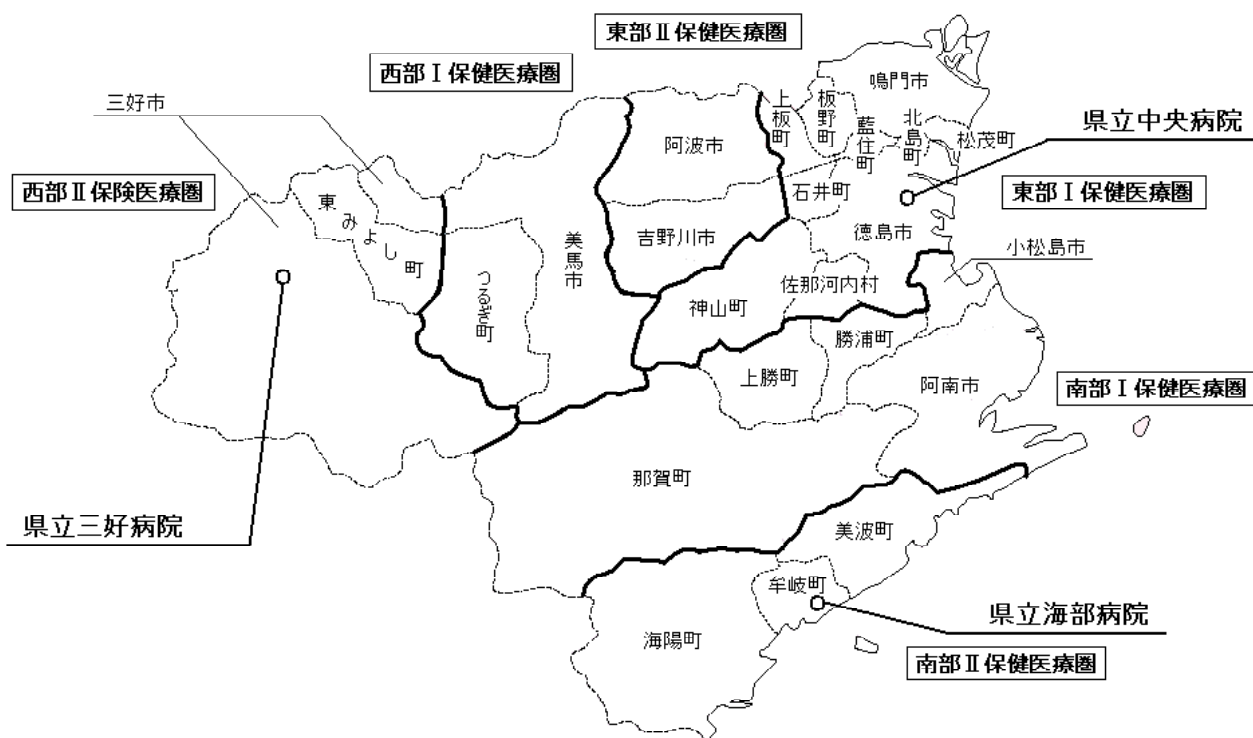 東部Ⅱ保健医療圏
西部Ⅰ保健医療圏
三好市
西部Ⅱ保険医療圏
東みよし町
つるぎ町
美馬市
阿波市
吉野川市
上板町
板野町
藍住町
北島町
鳴門市
松茂町
県立中央病院
石井町
東部Ⅰ保健医療圏
徳島市
小松島市
佐那河内村
神山町
勝浦町
上勝町
阿南市
南部Ⅰ保健医療圏
那賀町
県立三好病院
美波町
牟岐町
県立海部病院
海陽町
南部Ⅱ保健医療圏